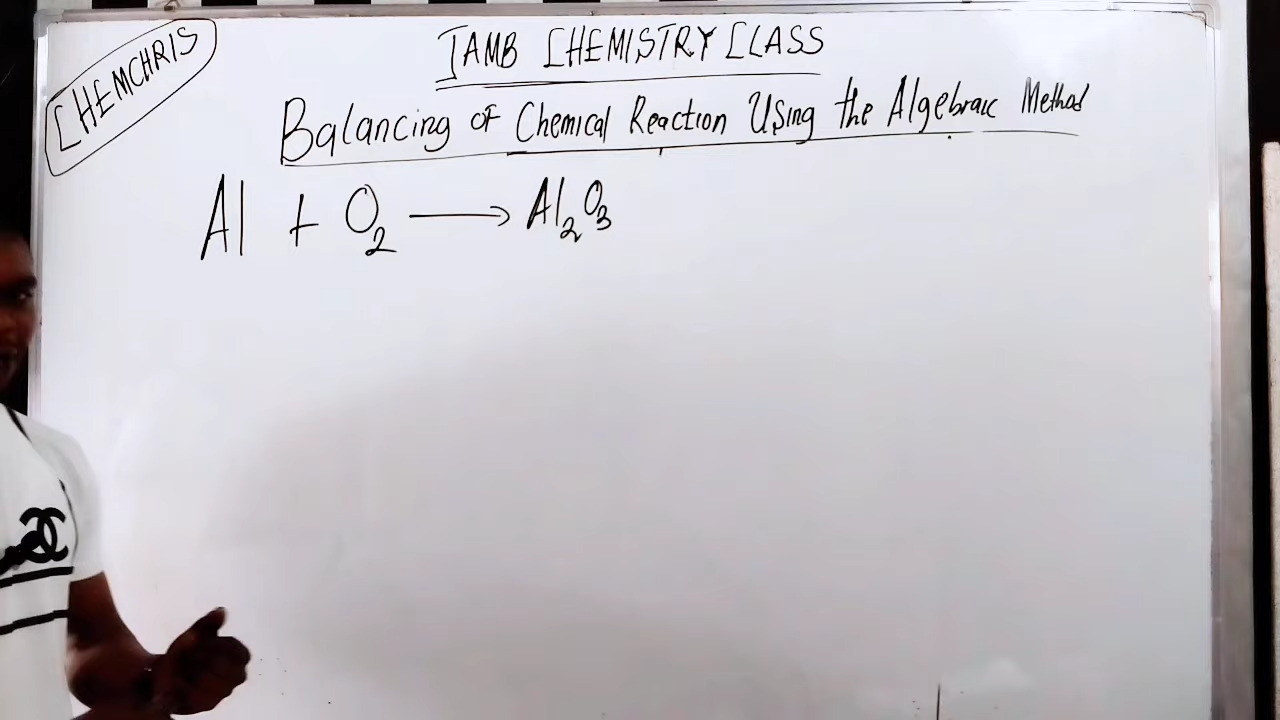 CHEMCHRIS
JAMB CHEMISTRY CLASS
Balancing of Chemical Reaction Using the Algebraic Method
Al + O₂ ⟶ Al₂O₃